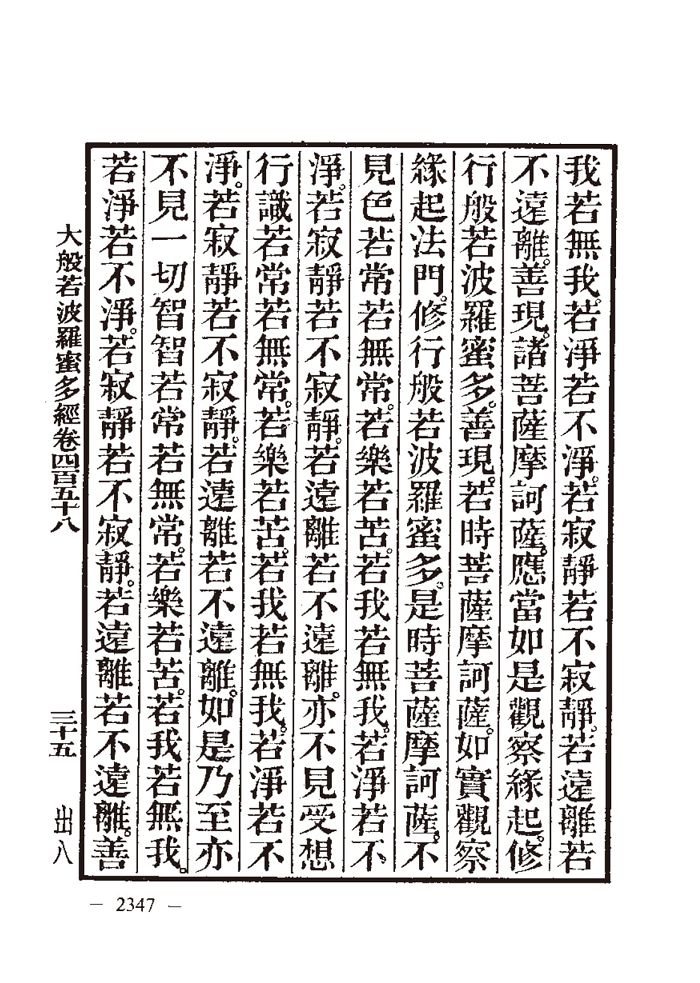 我若無我。若淨若不淨。若寂靜若不寂靜。若遠離若
不遠離。善現。諸菩薩摩訶薩。應當如是觀察緣起。修
行般若波羅蜜多。善現。若時菩薩摩訶薩。如實觀察
緣起法門。修行般若波羅蜜多。是時菩薩摩訶薩。不
見色若常若無常。若樂若苦。若我若無我。若淨若不
淨。若寂靜若不寂靜。若遠離若不遠離。亦不見受想
行識若常若無常。若樂若苦。若我若無我。若淨若不
淨。若寂靜若不寂靜。若遠離若不遠離。如是乃至亦
不見一切智智若常若無常。若樂若苦。若我若無我。
若淨若不淨。若寂靜若不寂靜。若遠離若不遠離。善
大般若波羅蜜多經卷四百五十八 三十五 出八
— 2347 —